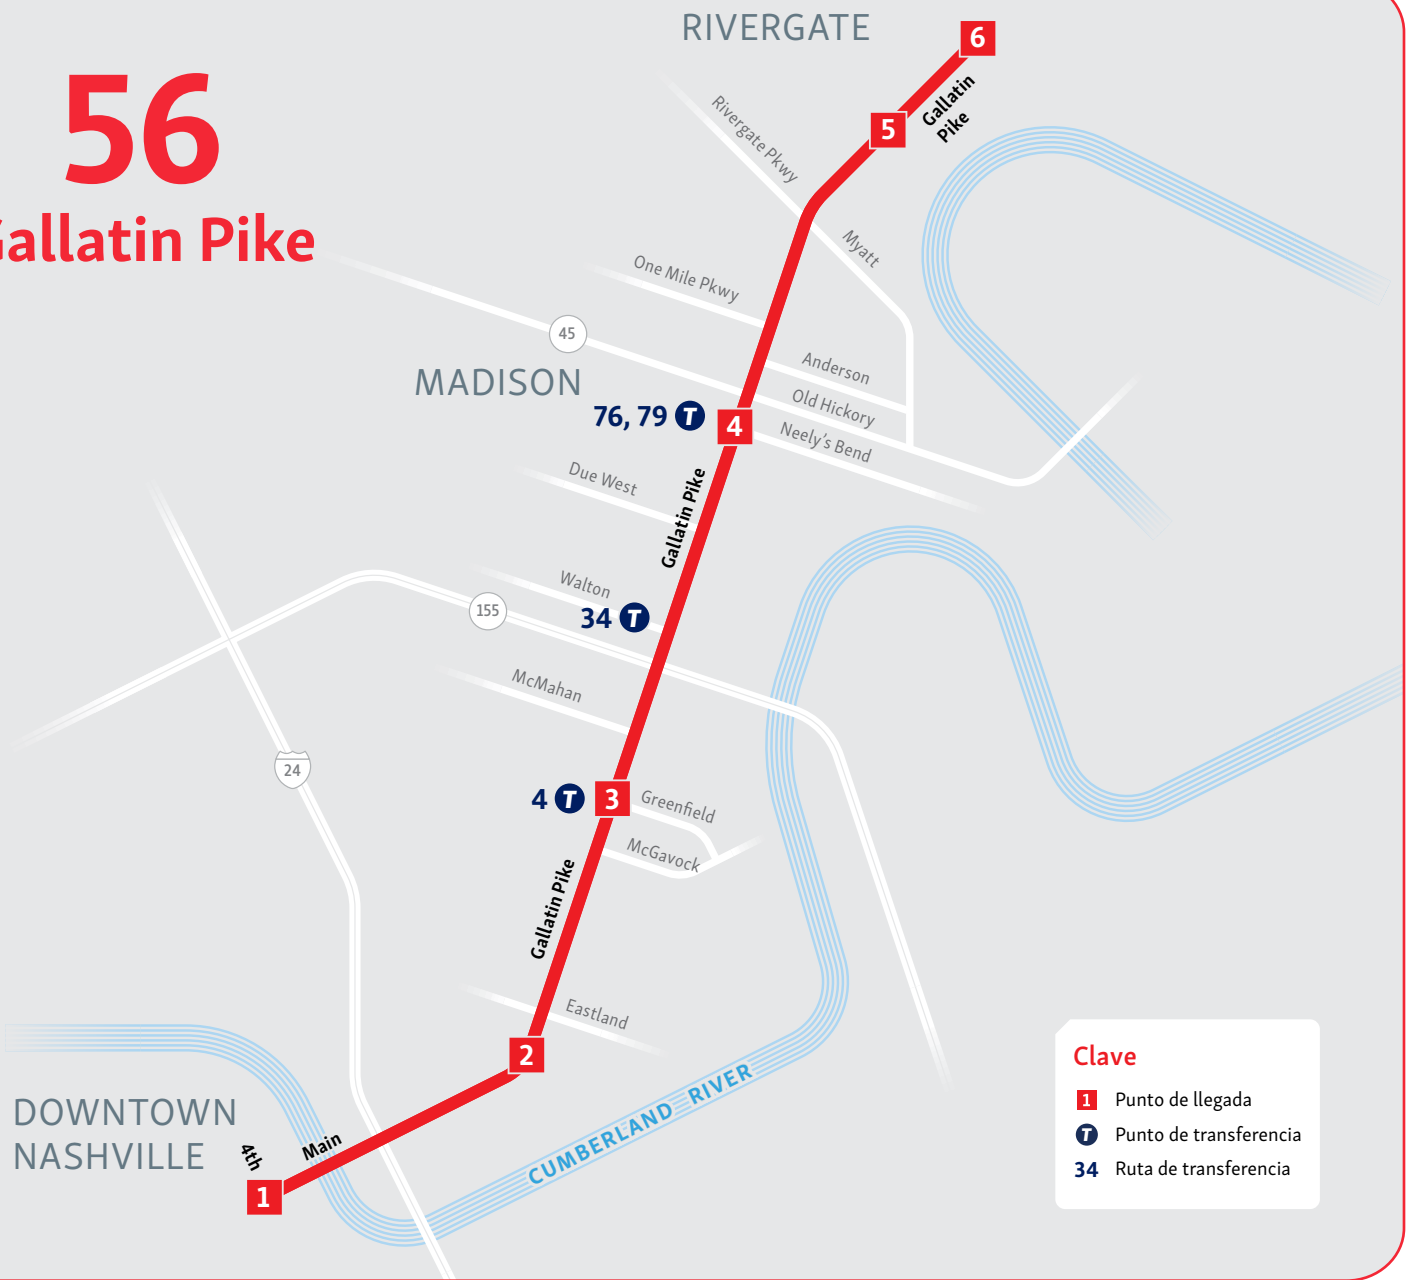 RIVERGATE
6
56
Gallatin
Pike
5
Rivergate Pkwy
Gallatin Pike
Myatt
One Mile Pkwy
45
Anderson
MADISON
Old Hickory
76, 79 T
4
Neely's Bend
Due West
Gallatin Pike
Walton
155
34 T
McMahan
24
4 T
3
Greenfield
McGavock
Gallatin Pike
Eastland
2
CUMBERLAND RIVER
DOWNTOWN
NASHVILLE
4th
Main
1
Clave
1 Punto de llegada
T Punto de transferencia
34 Ruta de transferencia